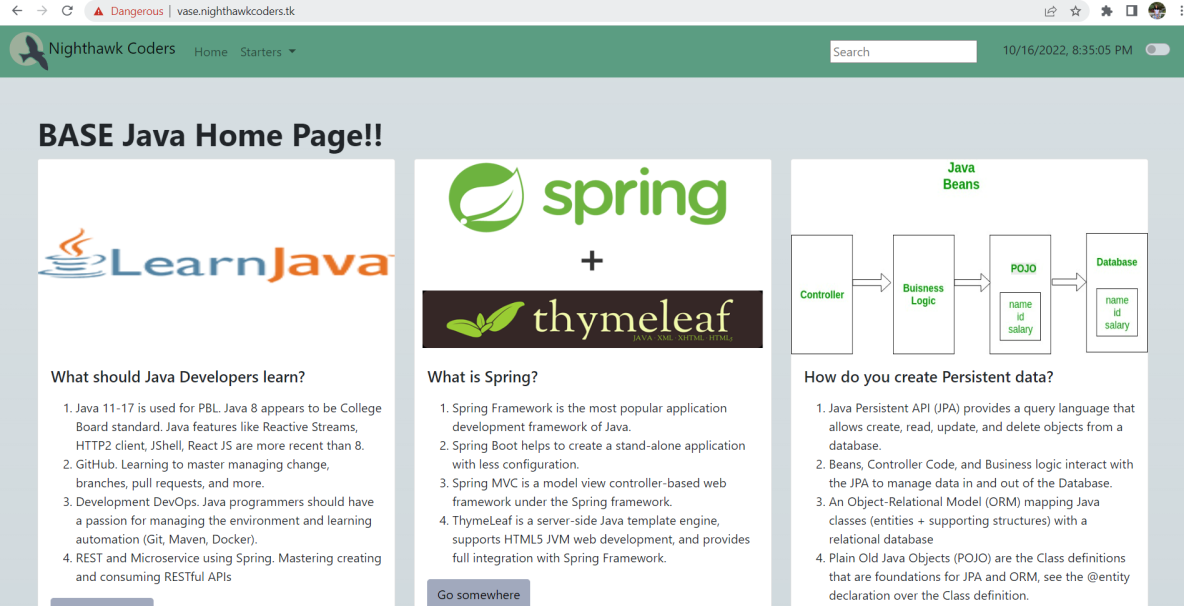 Dangerous | vase.nighthawkcoders.tk
Nighthawk Coders Home Starters Search 10/16/2022, 8:35:05 PM
BASE Java Home Page!!
LearnJava
What should Java Developers learn?
1. Java 11-17 is used for PBL. Java 8 appears to be College
Board standard. Java features like Reactive Streams,
HTTP2 client, JShell, React JS are more recent than 8.
2. GitHub. Learning to master managing change,
branches, pull requests, and more.
3. Development DevOps. Java programmers should have
a passion for managing the environment and learning
automation (Git, Maven, Docker).
4. REST and Microservice using Spring. Mastering creating
and consuming RESTful APIs
spring
+
thymeleaf
JAVA · XML · XHTML · HTML5
What is Spring?
1. Spring Framework is the most popular application
development framework of Java.
2. Spring Boot helps to create a stand-alone application
with less configuration.
3. Spring MVC is a model view controller-based web
framework under the Spring framework.
4. ThymeLeaf is a server-side Java template engine,
supports HTML5 JVM web development, and provides
full integration with Spring Framework.
Go somewhere
Java
Beans
Controller
Buisness
Logic
POJO
name
id
salary
Database
name
id
salary
How do you create Persistent data?
1. Java Persistent API (JPA) provides a query language that
allows create, read, update, and delete objects from a
database.
2. Beans, Controller Code, and Business logic interact with
the JPA to manage data in and out of the Database.
3. An Object-Relational Model (ORM) mapping Java
classes (entities + supporting structures) with a
relational database
4. Plain Old Java Objects (POJO) are the Class definitions
that are foundations for JPA and ORM, see the @entity
declaration over the Class definition.